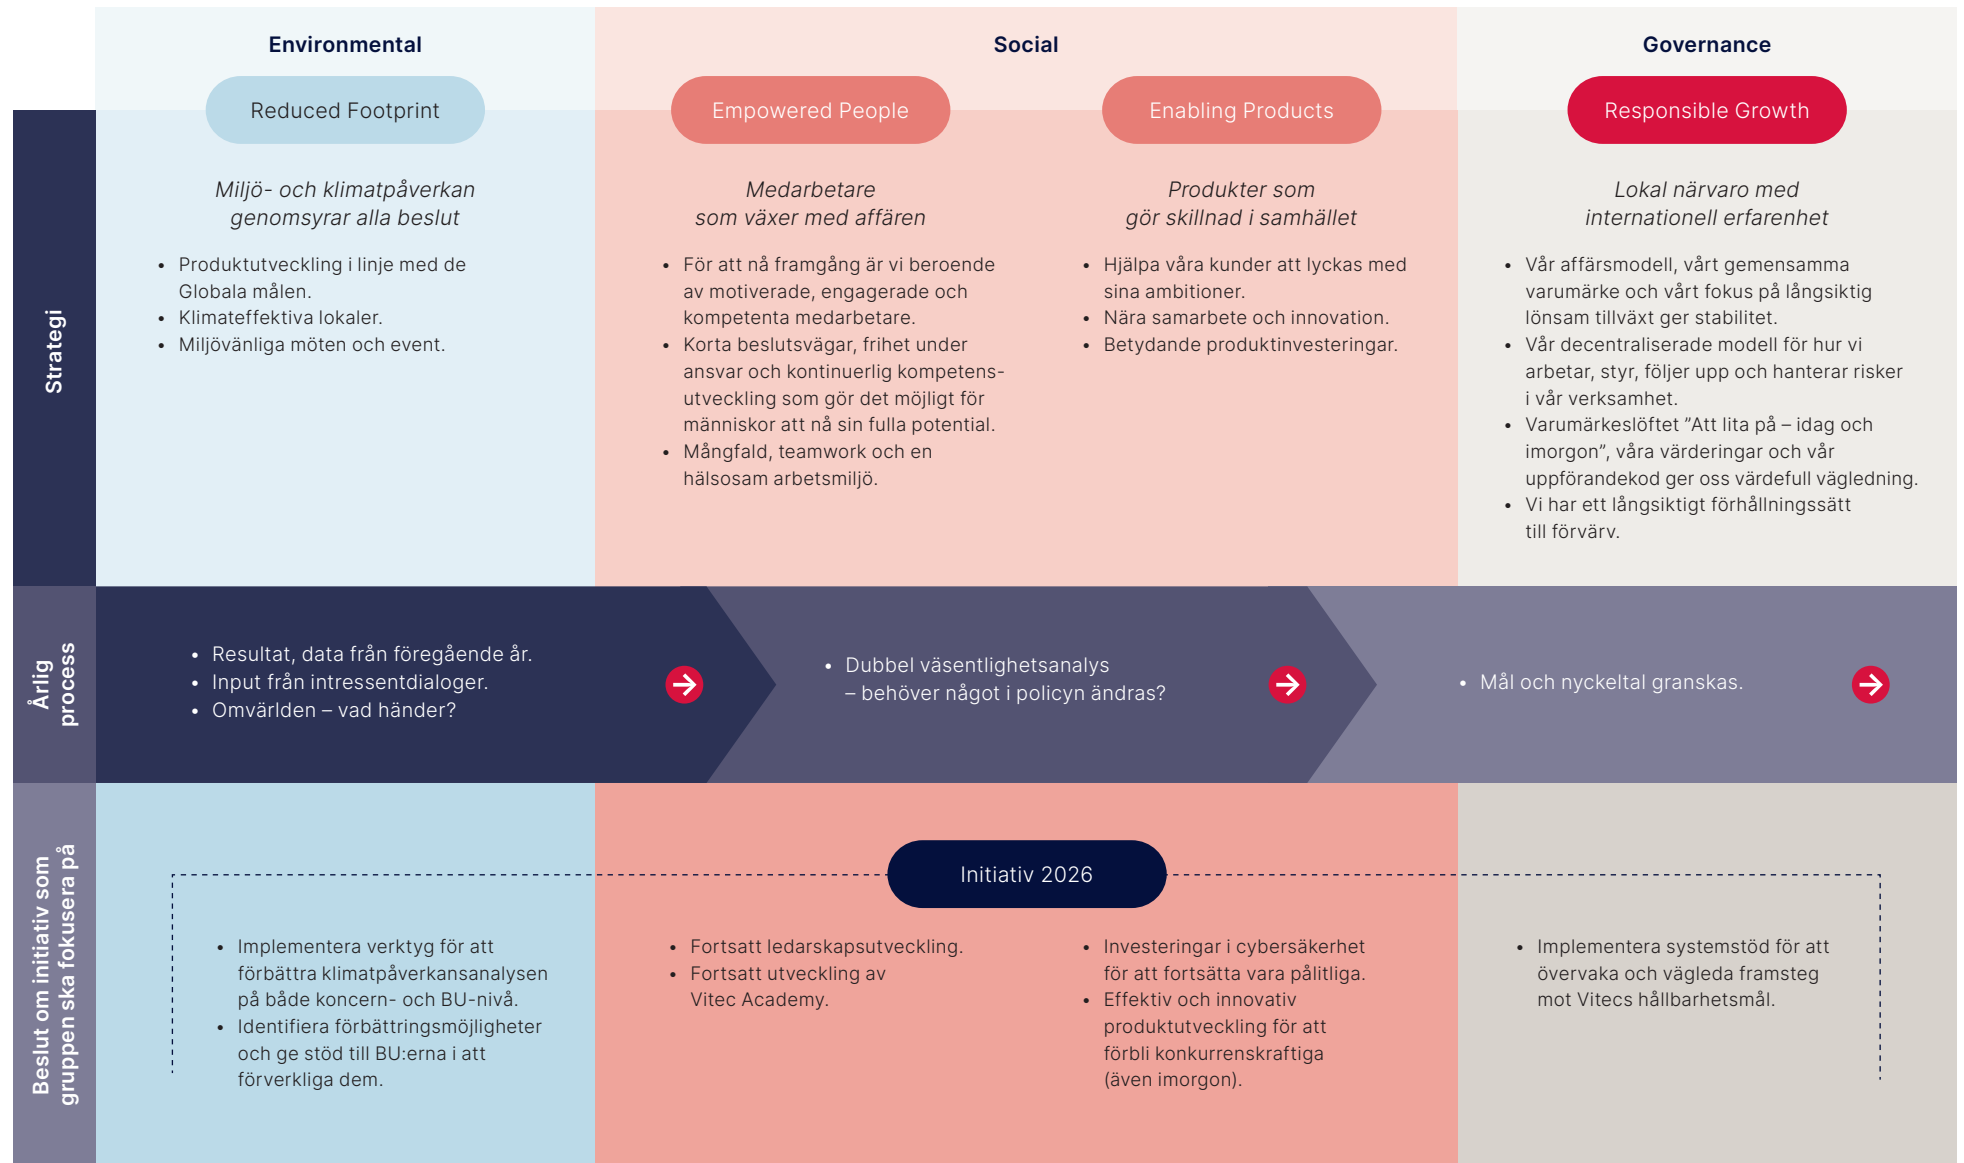 Environmental
Social
Governance
Reduced Footprint
Empowered People
Enabling Products
Responsible Growth
Strategi
Miljö- och klimatpåverkan
genomsyrar alla beslut
• Produktutveckling i linje med de
Globala målen.
• Klimateffektiva lokaler.
• Miljövänliga möten och event.
Medarbetare
som växer med affären
• För att nå framgång är vi beroende
av motiverade, engagerade och
kompetenta medarbetare.
• Korta beslutsvägar, frihet under
ansvar och kontinuerlig kompetens-
utveckling som gör det möjligt för
människor att nå sin fulla potential.
• Mångfald, teamwork och en
hälsosam arbetsmiljö.
Produkter som
gör skillnad i samhället
• Hjälpa våra kunder att lyckas med
sina ambitioner.
• Nära samarbete och innovation.
• Betydande produktinvesteringar.
Lokal närvaro med
internationell erfarenhet
• Vår affärsmodell, vårt gemensamma
varumärke och vårt fokus på långsiktig
lönsam tillväxt ger stabilitet.
• Vår decentraliserade modell för hur vi
arbetar, styr, följer upp och hanterar risker
i vår verksamhet.
• Varumärkeslöftet ”Att lita på – idag och
imorgon”, våra värderingar och vår
uppförandekod ger oss värdefull vägledning.
• Vi har ett långsiktigt förhållningssätt
till förvärv.
Årlig
process
• Resultat, data från föregående år.
• Input från intressentdialoger.
• Omvärlden – vad händer?
• Dubbel väsentlighetsanalys
– behöver något i policyn ändras?
• Mål och nyckeltal granskas.
Beslut om initiativ som
gruppen ska fokusera på
Initiativ 2026
• Implementera verktyg för att
förbättra klimatpåverkansanalysen
på både koncern- och BU-nivå.
• Identifiera förbättringsmöjligheter
och ge stöd till BU:erna i att
förverkliga dem.
• Fortsatt ledarskapsutveckling.
• Fortsatt utveckling av
Vitec Academy.
• Investeringar i cybersäkerhet
för att fortsätta vara pålitliga.
• Effektiv och innovativ
produktutveckling för att
förbli konkurrenskraftiga
(även imorgon).
• Implementera systemstöd för att
övervaka och vägleda framsteg
mot Vitecs hållbarhetsmål.